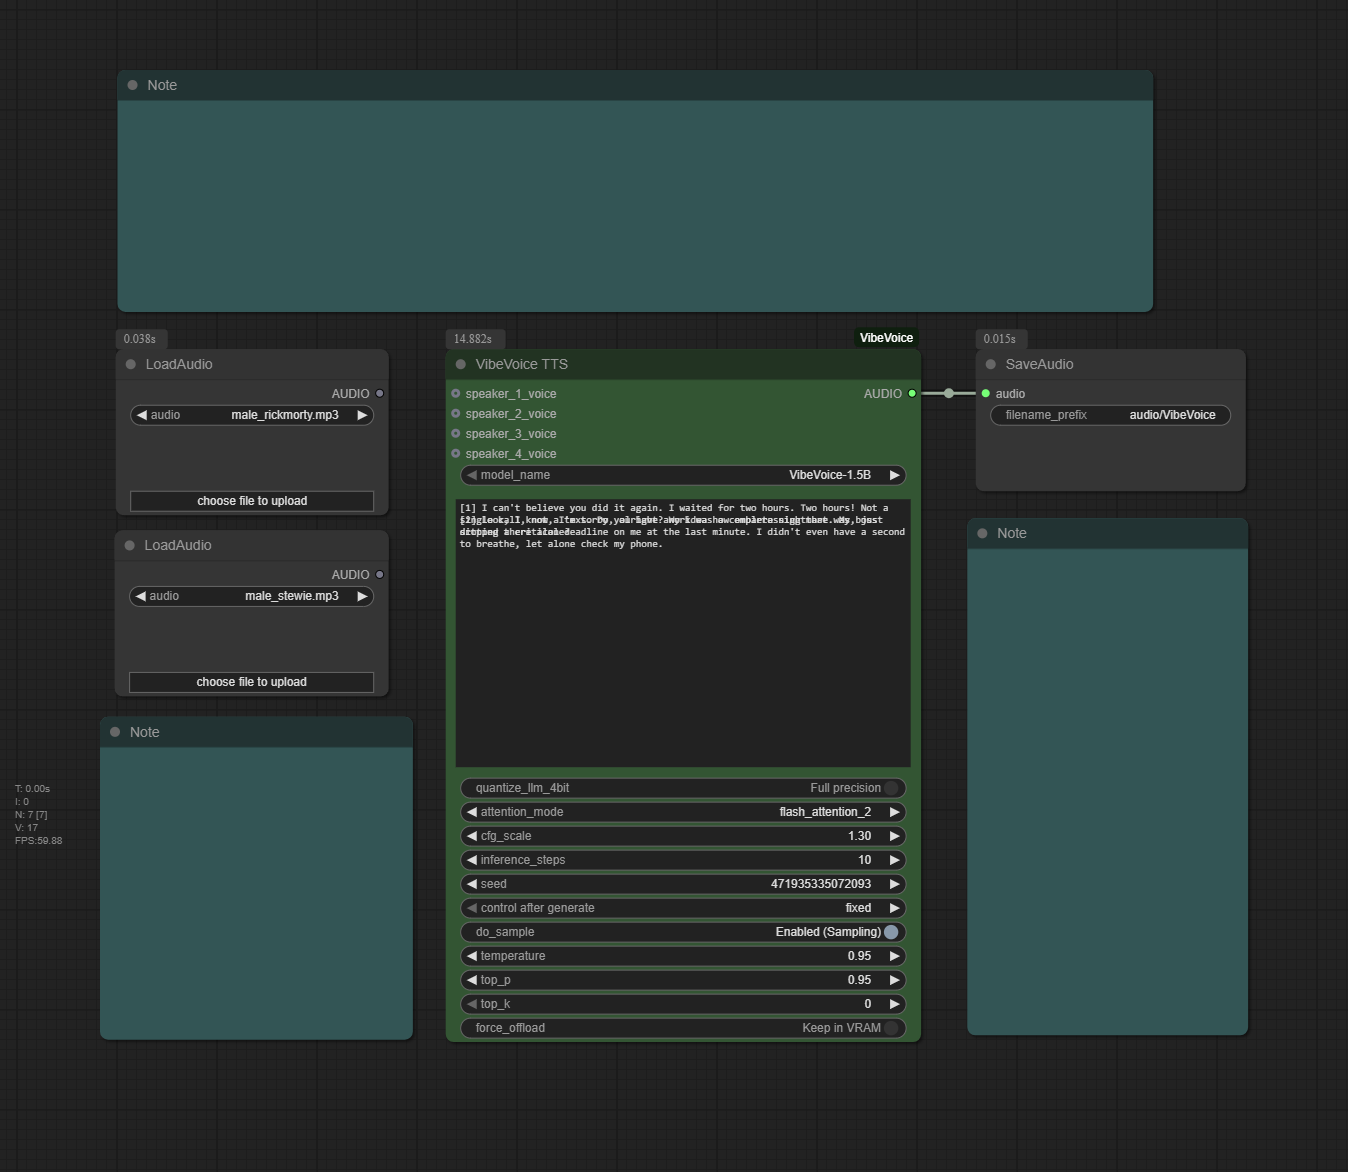 Note
0.038s
LoadAudio
AUDIO
audio male_rickmorty.mp3
choose file to upload
LoadAudio
AUDIO
audio male_stewie.mp3
choose file to upload
Note
T: 0.00s
I: 0
N: 7 [7]
V: 17
FPS:59.88
14.882s
VibeVoice
VibeVoice TTS
speaker_1_voice AUDIO
speaker_2_voice
speaker_3_voice
speaker_4_voice
model_name VibeVoice-1.5B
[1] I can't believe you did it again. I waited for two hours. Two hours! Not a
dropped a critical deadline on me at the last minute. I didn't even have a second
to breathe, let alone check my phone.
quantize_llm_4bit Full precision
attention_mode flash_attention_2
cfg_scale 1.30
inference_steps 10
seed 471935335072093
control after generate fixed
do_sample Enabled (Sampling)
temperature 0.95
top_p 0.95
top_k 0
force_offload Keep in VRAM
0.015s
SaveAudio
audio
filename_prefix audio/VibeVoice
Note